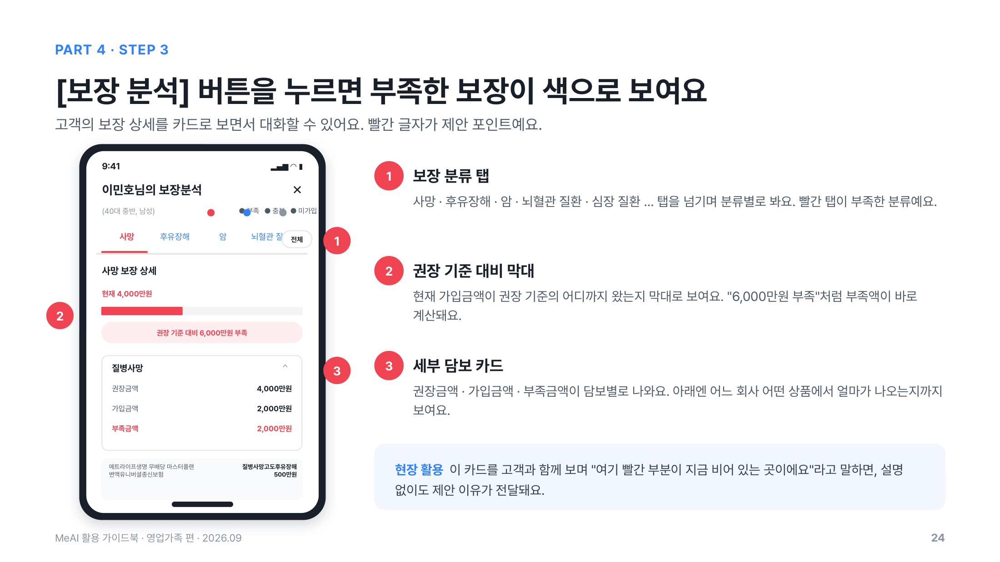 PART 4 · STEP 3
[보장 분석] 버튼을 누르면 부족한 보장이 색으로 보여요
고객의 보장 상세를 카드로 보면서 대화할 수 있어요. 빨간 글자가 제안 포인트예요.
9:41
이민호님의 보장분석 ✕
(40대 중반, 남성) 부족 충분 미가입
사망 후유장해 암 뇌혈관 질 전체
1
사망 보장 상세
현재 4,000만원
2
권장 기준 대비 6,000만원 부족
질병사망
3
권장금액 4,000만원
가입금액 2,000만원
부족금액 2,000만원
메트라이프생명 무배당 마스터플랜 질병사망고도후유장해
변액유니버셜종신보험 500만원
1 보장 분류 탭
사망 · 후유장해 · 암 · 뇌혈관 질환 · 심장 질환 ... 탭을 넘기며 분류별로 봐요. 빨간 탭이 부족한 분류예요.
2 권장 기준 대비 막대
현재 가입금액이 권장 기준의 어디까지 왔는지 막대로 보여요. "6,000만원 부족"처럼 부족액이 바로
계산돼요.
3 세부 담보 카드
권장금액 · 가입금액 · 부족금액이 담보별로 나와요. 아래엔 어느 회사 어떤 상품에서 얼마가 나오는지까지
보여요.
현장 활용 이 카드를 고객과 함께 보며 "여기 빨간 부분이 지금 비어 있는 곳이에요"라고 말하면, 설명
없이도 제안 이유가 전달돼요.
MeAI 활용 가이드북 · 영업가족 편 · 2026.09
24